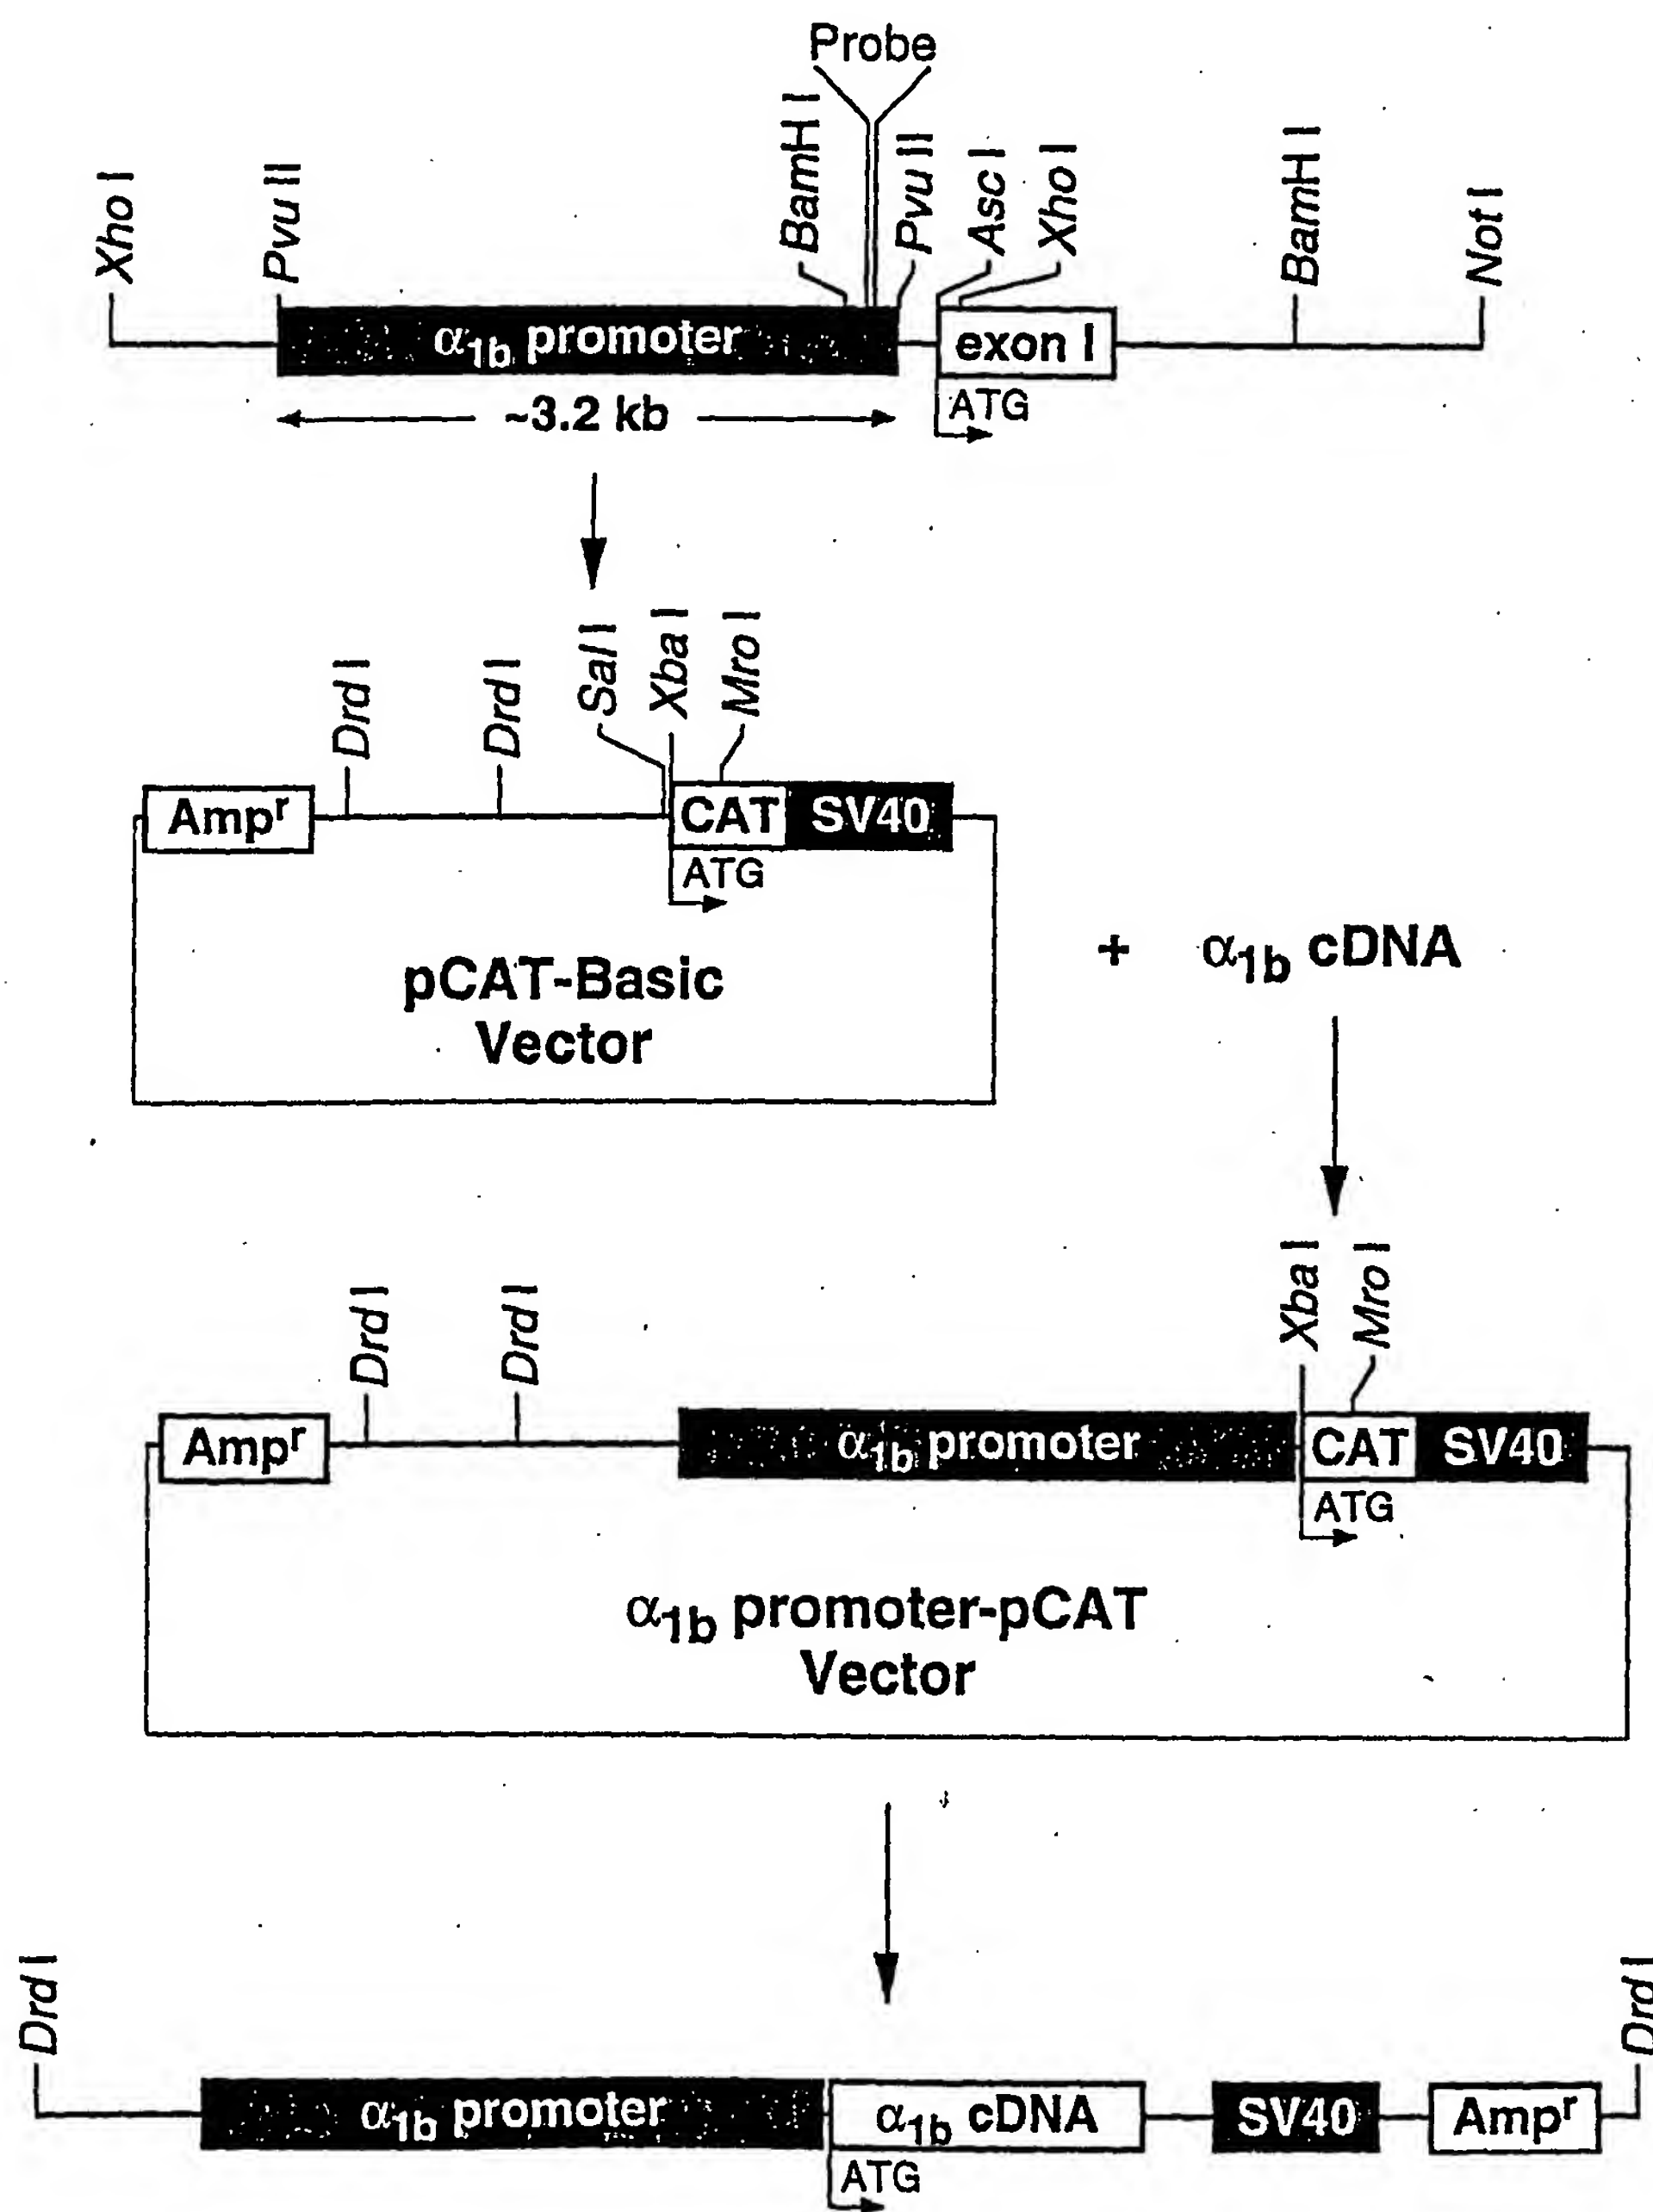 Probe
Xho I
Pvu II
BamH I
Pvu II
Asc I
Xho I
BamH I
Not I
α1b promoter
exon I
~3.2 kb
ATG
Drd I
Drd I
Sal I
Xba I
Mro I
Ampr
CAT
SV40
ATG
pCAT-Basic
Vector
+ α1b cDNA
Drd I
Drd I
Xba I
Mro I
Ampr
α1b promoter
CAT
SV40
ATG
α1b promoter-pCAT
Vector
Drd I
Drd I
α1b promoter
α1b cDNA
SV40
Ampr
ATG